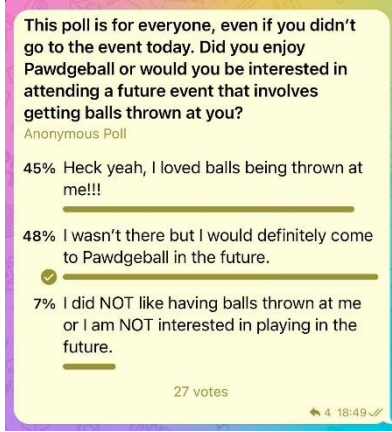 This poll is for everyone, even if you didn't
go to the event today. Did you enjoy
Pawdgeball or would you be interested in
attending a future event that involves
getting balls thrown at you?
Anonymous Poll
45% Heck yeah, I loved balls being thrown at
me!!!
48% I wasn't there but I would definitely come
to Pawdgeball in the future.
7% I did NOT like having balls thrown at me
or I am NOT interested in playing in the
future.
27 votes
4 18:49